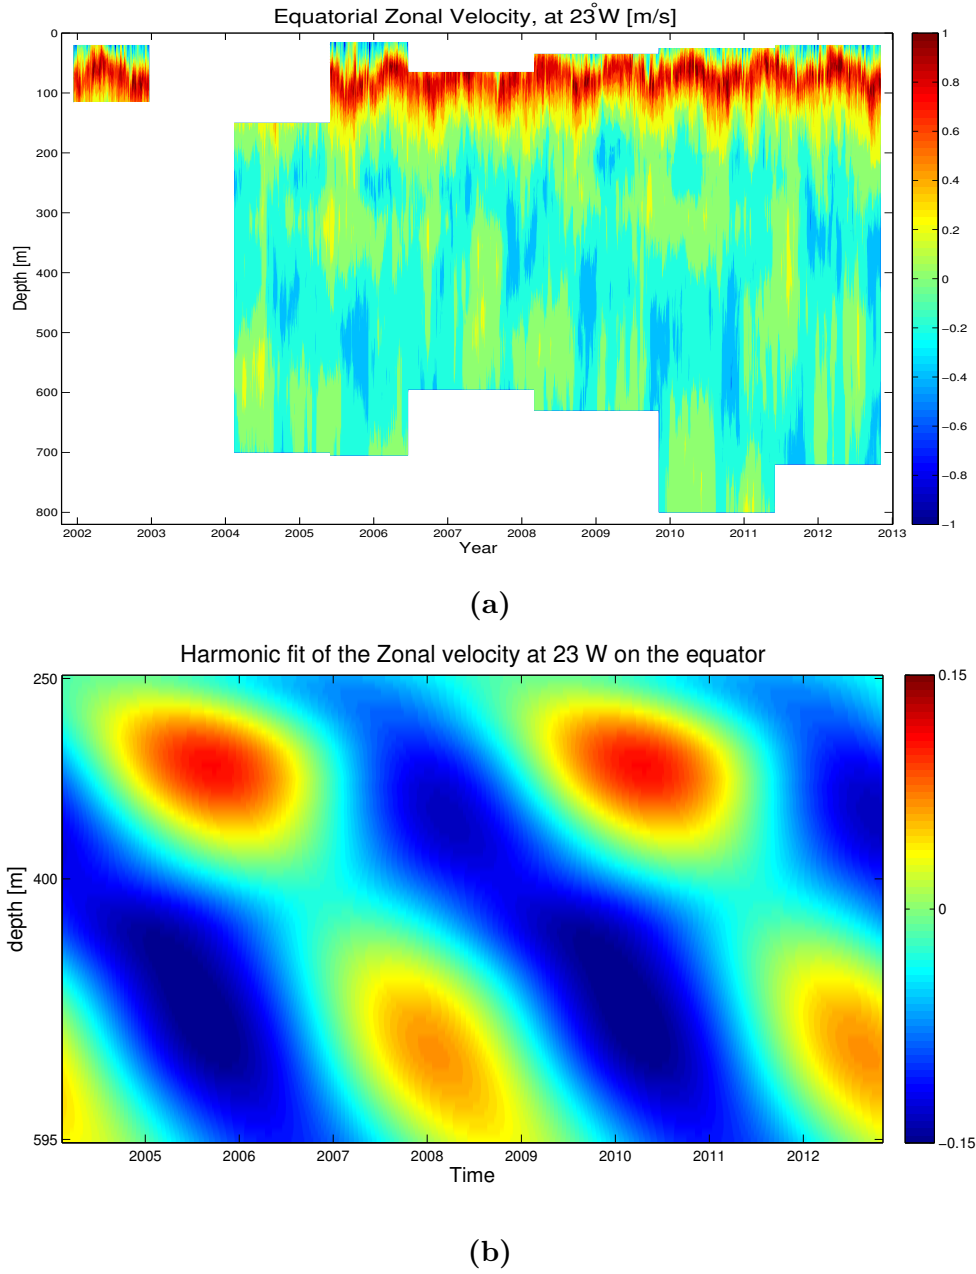 Equatorial Zonal Velocity, at 23°W [m/s]
0
100
200
300
400
500
600
700
800
Depth [m]
2002 2003 2004 2005 2006 2007 2008 2009 2010 2011 2012 2013
Year
1
0.8
0.6
0.4
0.2
0
−0.2
−0.4
−0.6
−0.8
−1
(a)
Harmonic fit of the Zonal velocity at 23 W on the equator
250
400
595
depth [m]
2005 2006 2007 2008 2009 2010 2011 2012
Time
0.15
0
−0.15
(b)